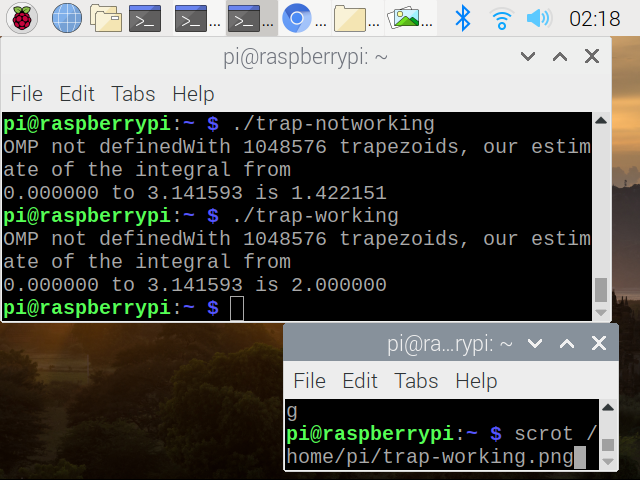 02:18
pi@raspberrypi: ~
File Edit Tabs Help
pi@raspberrypi:~ $ ./trap-notworking
OMP not definedWith 1048576 trapezoids, our estim
ate of the integral from
0.000000 to 3.141593 is 1.422151
pi@raspberrypi:~ $ ./trap-working
OMP not definedWith 1048576 trapezoids, our estim
ate of the integral from
0.000000 to 3.141593 is 2.000000
pi@raspberrypi:~ $
pi@ra...rypi: ~
File Edit Tabs Help
g
pi@raspberrypi:~ $ scrot /
home/pi/trap-working.png